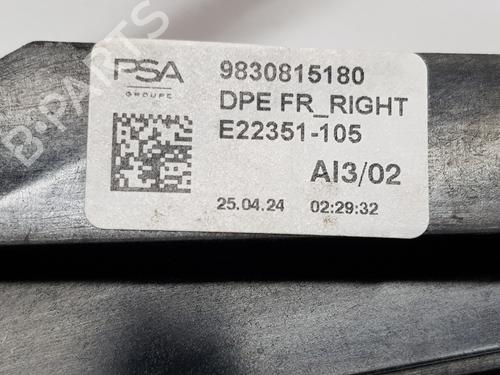 PSA
GROUPE
9830815180
DPE FR_RIGHT
E22351-105
AI3/02
25.04.24 02:29:32
B-PARTS